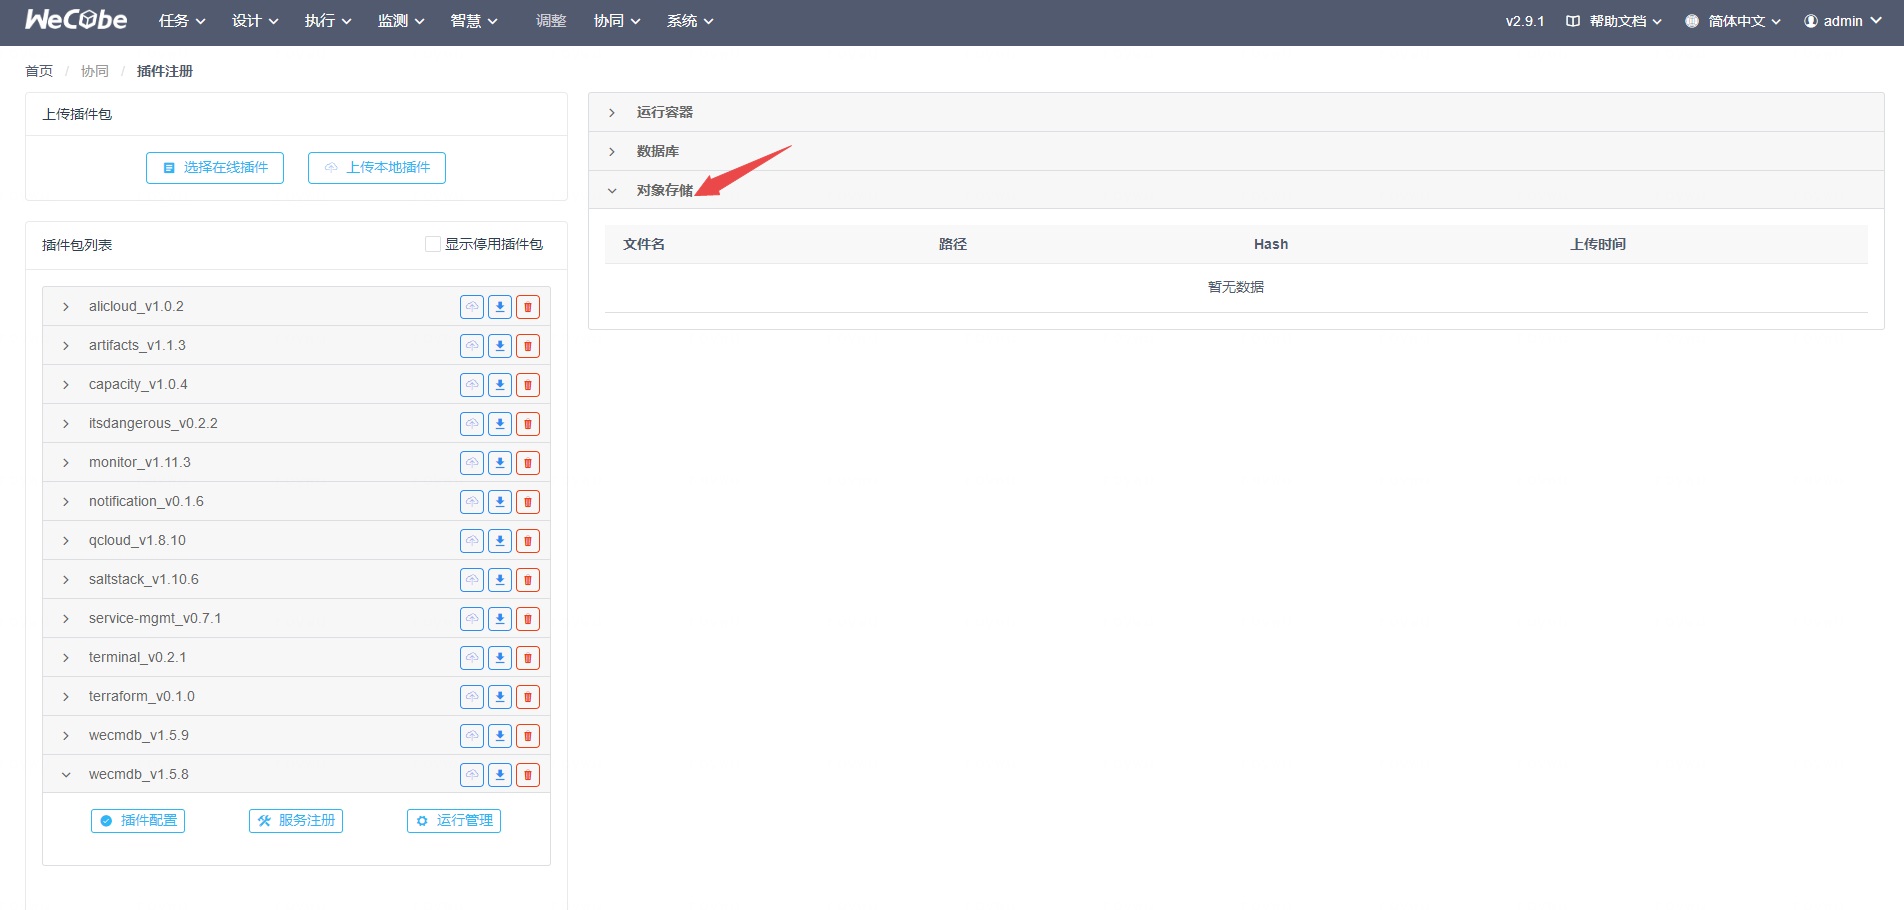 WeCube 任务 设计 执行 监测 智慧 调整 协同 系统 v2.9.1 帮助文档 简体中文 admin
首页 / 协同 / 插件注册
上传插件包
选择在线插件 上传本地插件
插件包列表 显示停用插件包
alicloud_v1.0.2
artifacts_v1.1.3
capacity_v1.0.4
itsdangerous_v0.2.2
monitor_v1.11.3
notification_v0.1.6
qcloud_v1.8.10
saltstack_v1.10.6
service-mgmt_v0.7.1
terminal_v0.2.1
terraform_v0.1.0
wecmdb_v1.5.9
wecmdb_v1.5.8
插件配置 服务注册 运行管理
运行容器
数据库
对象存储
文件名 路径 Hash 上传时间
暂无数据